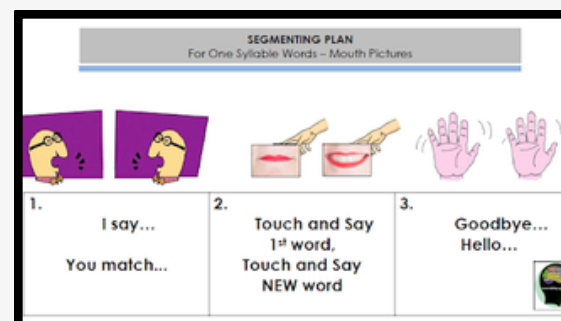 SEGMENTING PLAN
For One Syllable Words – Mouth Pictures
1.
I say...
You match...
2.
Touch and Say
1st word,
Touch and Say
NEW word
3.
Goodbye...
Hello...